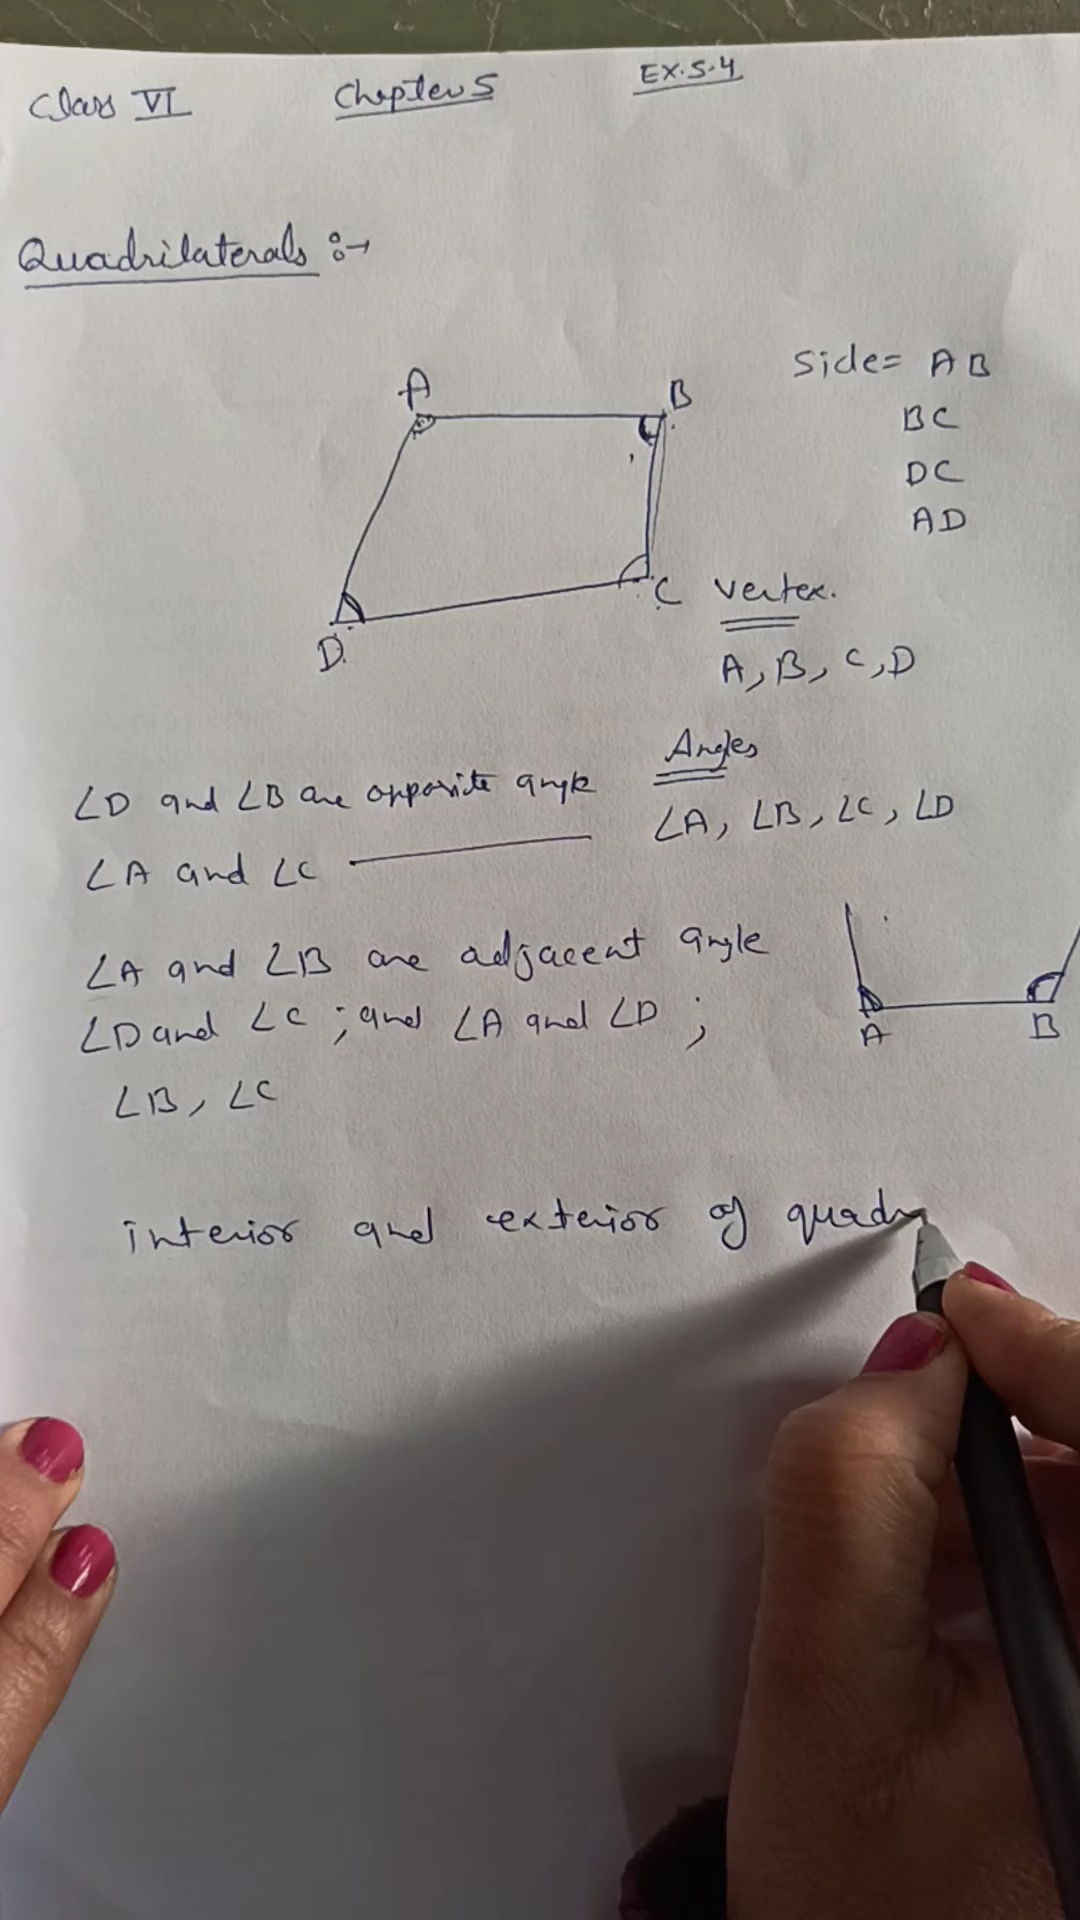 Class VI Chapter 5 EX.5.4
Quadrilaterals :→
A B
Side = AB
BC
DC
AD
D C
Vertex.
A, B, C, D
Angles
∠A, ∠B, ∠C, ∠D
∠D and ∠B are opposite angle
∠A and ∠C ————
∠A and ∠B are adjacent angle
∠D and ∠C ; and ∠A and ∠D ;
∠B, ∠C
A B
interior and exterior of quadr